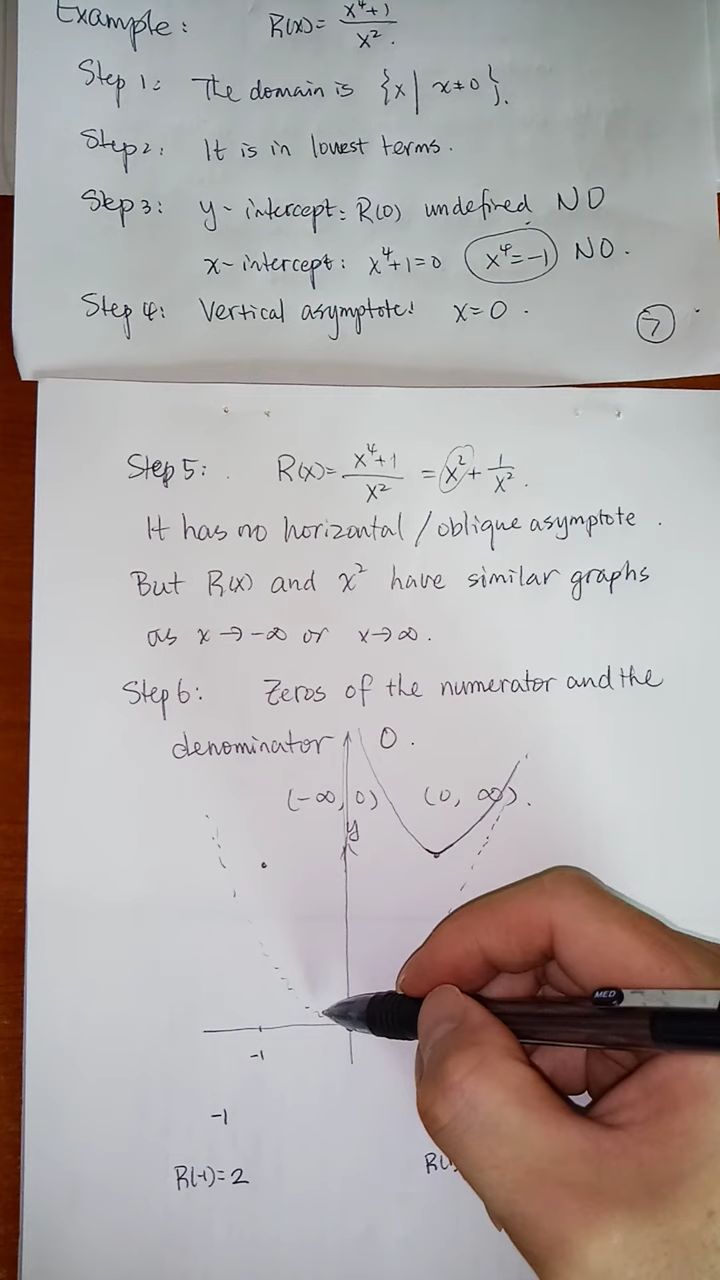 Example: R(x)= x⁴+1 / x².
Step 1: The domain is {x | x≠0}.
Step 2: It is in lowest terms.
Step 3: y-intercept: R(0) undefined NO
x-intercept: x⁴+1=0 x⁴=-1 NO.
Step 4: Vertical asymptote: x=0.
7
Step 5: R(x)= x⁴+1 / x² = x² + 1/x².
It has no horizontal/oblique asymptote.
But R(x) and x² have similar graphs
as x→-∞ or x→∞.
Step 6: Zeros of the numerator and the
denominator 0.
(-∞, 0) (0, ∞).
y
MED
-1
-1
R(-1)=2